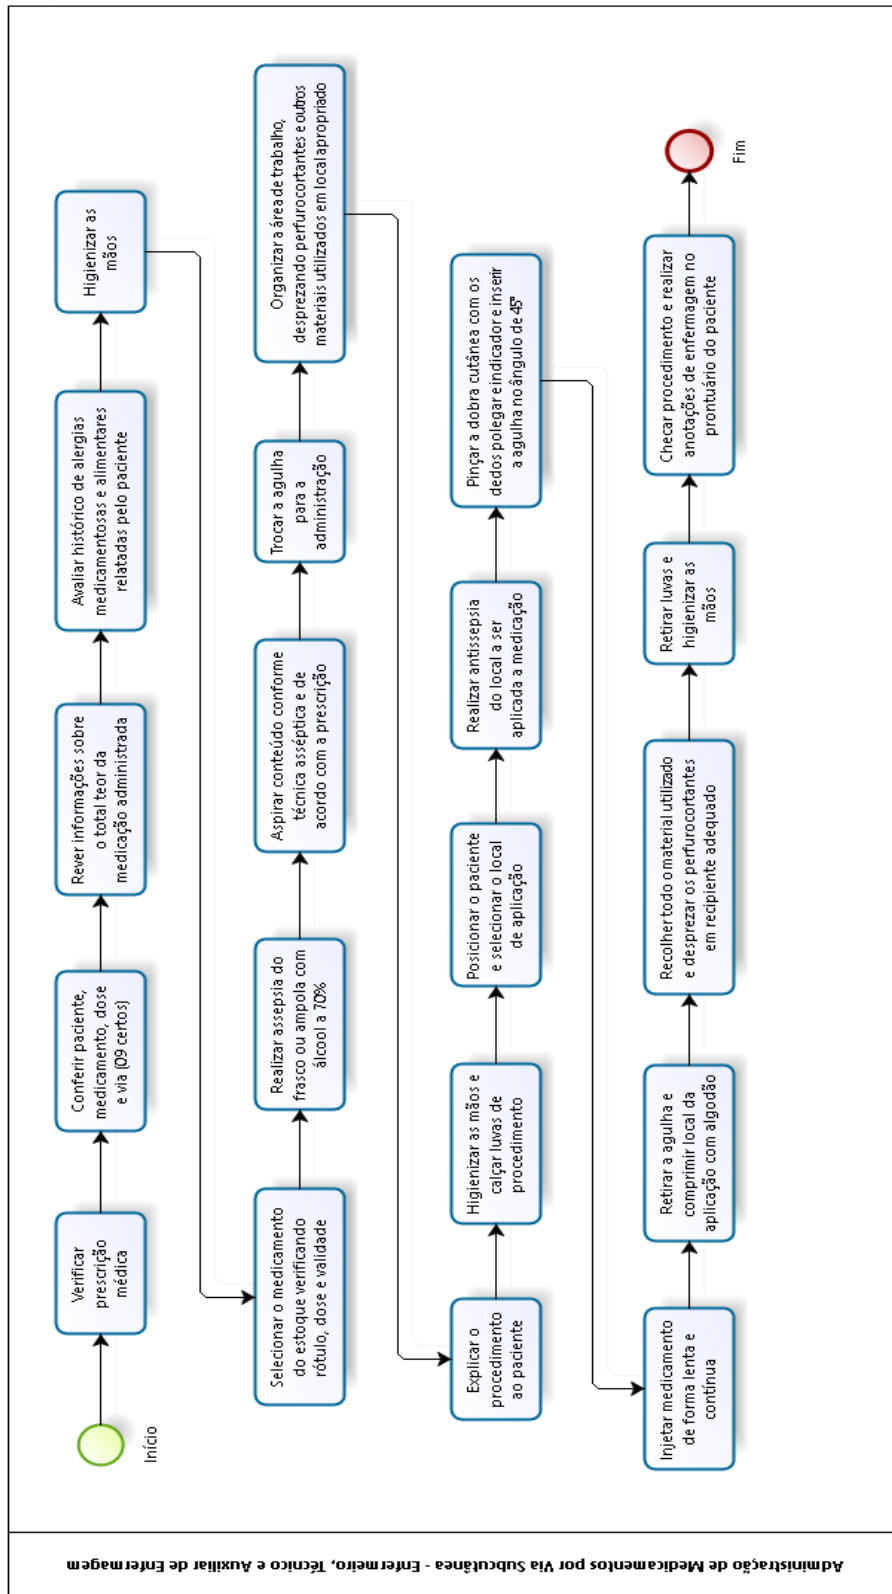 Administração de Medicamentos por Via Subcutânea - Enfermeiro, Técnico e Auxiliar de Enfermagem
Início
Verificar
prescrição
médica
Conferir paciente,
medicamento, dose
e via (09 certos)
Rever informações sobre
o total teor da
medicação administrada
Avaliar histórico de alergias
medicamentosas e alimentares
relatadas pelo paciente
Higienizar as
mãos
Selecionar o medicamento
do estoque verificando
rótulo, dose e validade
Realizar assepsia do
frasco ou ampola com
álcool a 70%
Aspirar conteúdo conforme
técnica asséptica e de
acordo com a prescrição
Trocar a agulha
para a
administração
Organizar a área de trabalho,
desprezando perfurocortantes e outros
materiais utilizados em local apropriado
Explicar o
procedimento
ao paciente
Higienizar as mãos e
calçar luvas de
procedimento
Posicionar o paciente
e selecionar o local
de aplicação
Realizar antissepsia
do local a ser
aplicada a medicação
Pinçar a dobra cutânea com os
dedos polegar e indicador e inserir
a agulha no ângulo de 45º
Injetar medicamento
de forma lenta e
contínua
Retirar a agulha e
comprimir local da
aplicação com algodão
Recolher todo o material utilizado
e desprezar os perfurocortantes
em recipiente adequado
Retirar luvas e
higienizar as
mãos
Checar procedimento e realizar
anotações de enfermagem no
prontuário do paciente
Fim